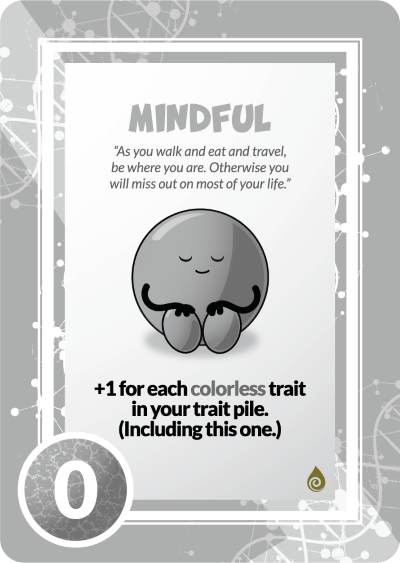 MINDFUL
“As you walk and eat and travel,
be where you are. Otherwise you
will miss out on most of your life.”
+1 for each colorless trait
in your trait pile.
(Including this one.)
0